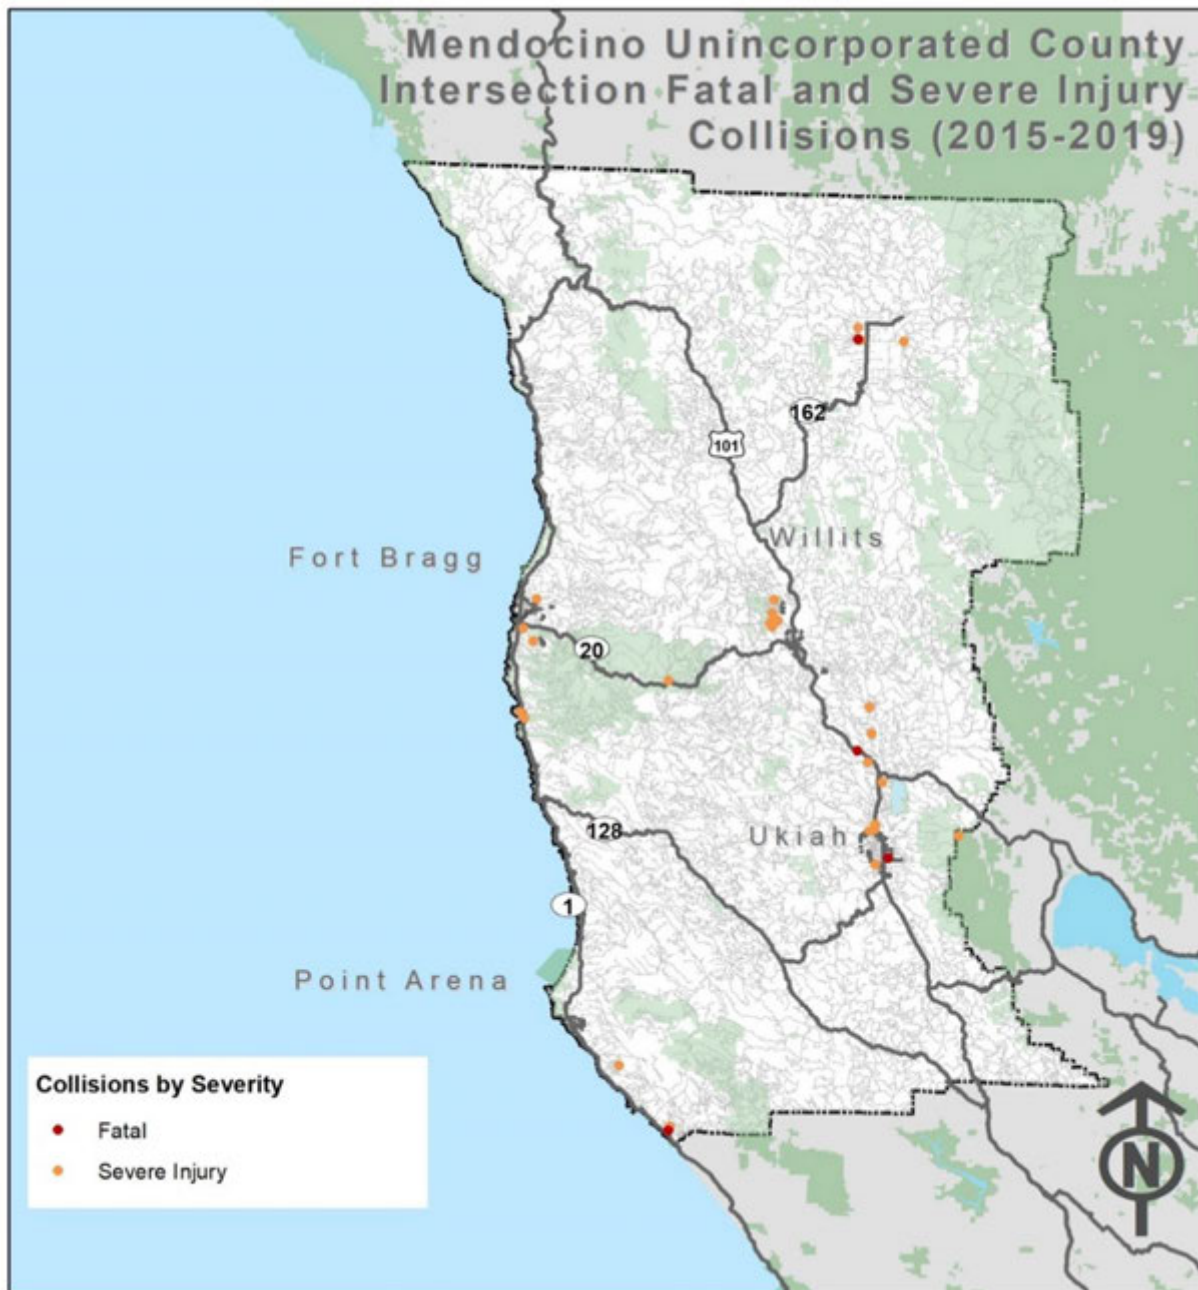 Mendocino Unincorporated County
Intersection Fatal and Severe Injury
Collisions (2015-2019)
162
101
Willits
Fort Bragg
20
128
Ukiah
1
Point Arena
Collisions by Severity
Fatal
Severe Injury
N